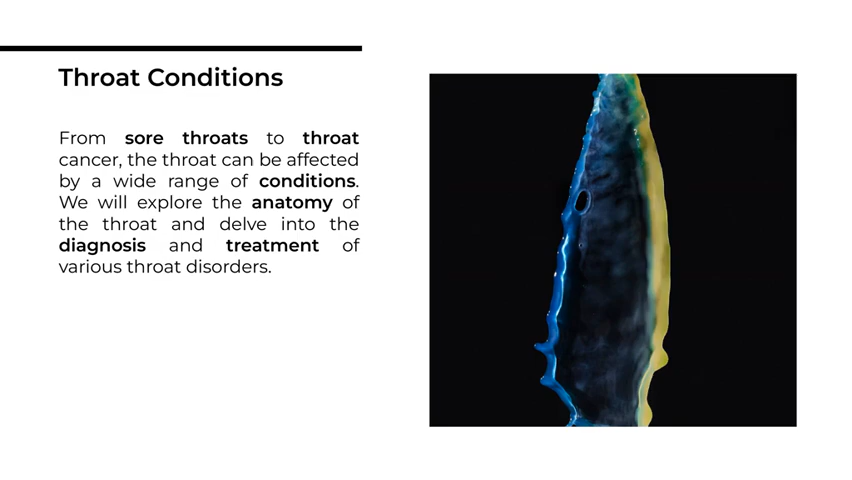 Throat Conditions
From sore throats to throat
cancer, the throat can be affected
by a wide range of conditions.
We will explore the anatomy of
the throat and delve into the
diagnosis and treatment of
various throat disorders.